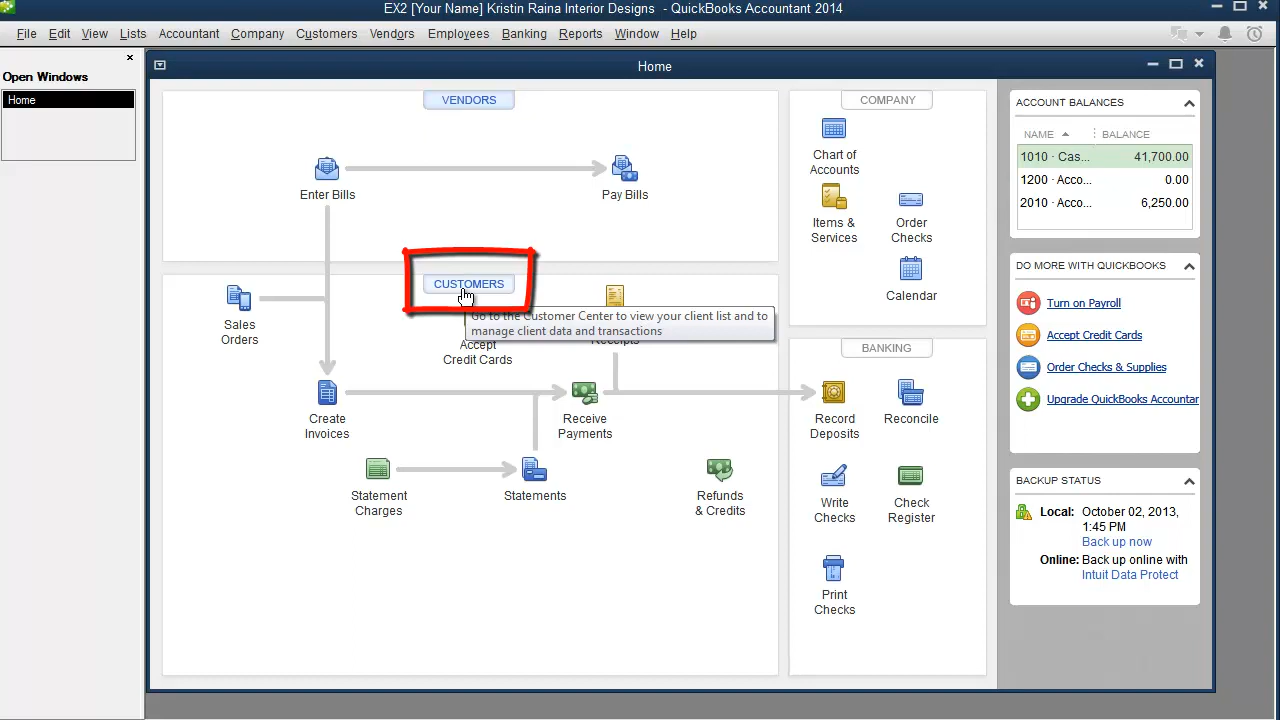 EX2 [Your Name] Kristin Raina Interior Designs - QuickBooks Accountant 2014
File Edit View Lists Accountant Company Customers Vendors Employees Banking Reports Window Help
Open Windows
Home
Home
VENDORS
Enter Bills
Pay Bills
CUSTOMERS
Go to the Customer Center to view your client list and to
manage client data and transactions
Sales
Orders
Accept
Credit Cards
Receipts
Create
Invoices
Receive
Payments
Statement
Charges
Statements
Refunds
& Credits
COMPANY
Chart of
Accounts
Items &
Services
Order
Checks
Calendar
BANKING
Record
Deposits
Reconcile
Write
Checks
Check
Register
Print
Checks
ACCOUNT BALANCES
NAME BALANCE
1010 · Cas... 41,700.00
1200 · Acco... 0.00
2010 · Acco... 6,250.00
DO MORE WITH QUICKBOOKS
Turn on Payroll
Accept Credit Cards
Order Checks & Supplies
Upgrade QuickBooks Accountan
BACKUP STATUS
Local: October 02, 2013,
1:45 PM
Back up now
Online: Back up online with
Intuit Data Protect